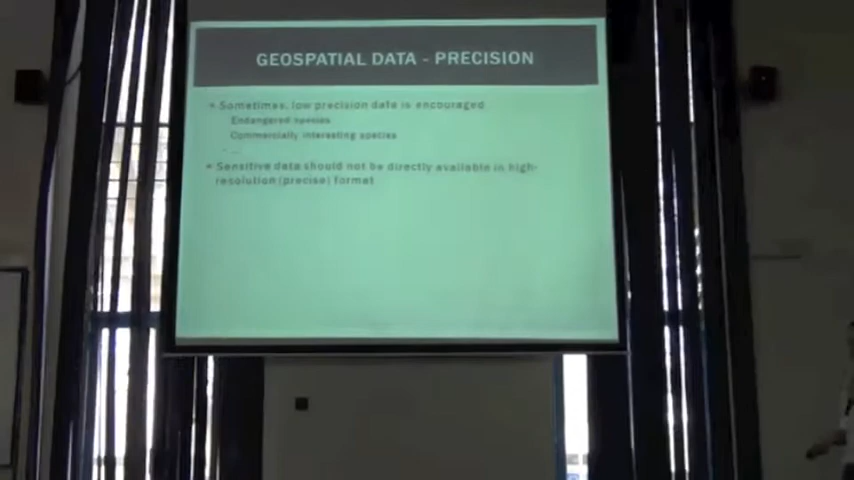 GEOSPATIAL DATA - PRECISION
• Sometimes, low precision data is encouraged
Endangered species
Commercially interesting species
- ...
• Sensitive data should not be directly available in high-
resolution (precise) format